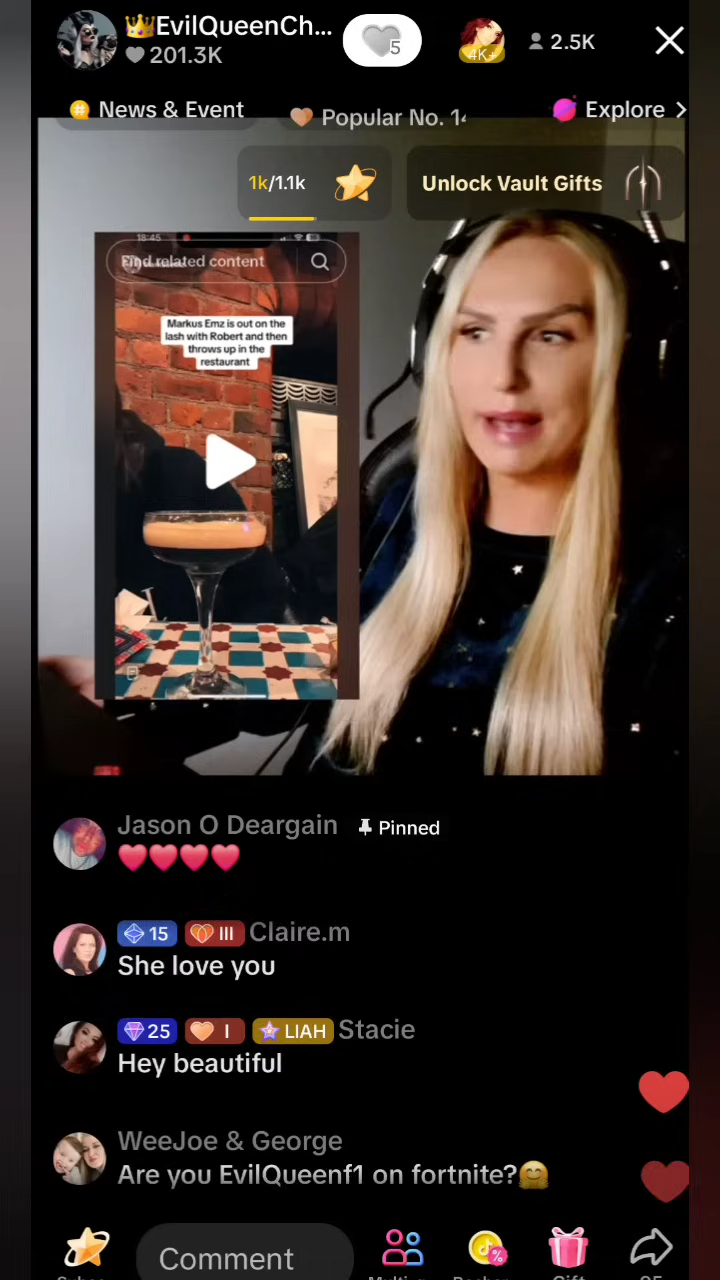 👑EvilQueenCh...
201.3K
5
4K+
2.5K
News & Event
Popular No. 14
Explore >
1k/1.1k
Unlock Vault Gifts
18:45
Find related content
Markus Emz is out on the
lash with Robert and then
throws up in the
restaurant
Jason O Deargain Pinned
❤❤❤❤
15 III Claire.m
She love you
25 I LIAH Stacie
Hey beautiful
WeeJoe & George
Are you EvilQueenf1 on fortnite?🤗
Comment
Gift